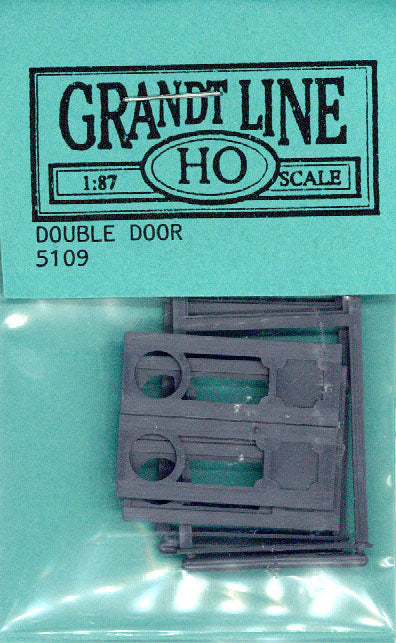 GRANDT LINE
HO
1:87 SCALE
DOUBLE DOOR
5109